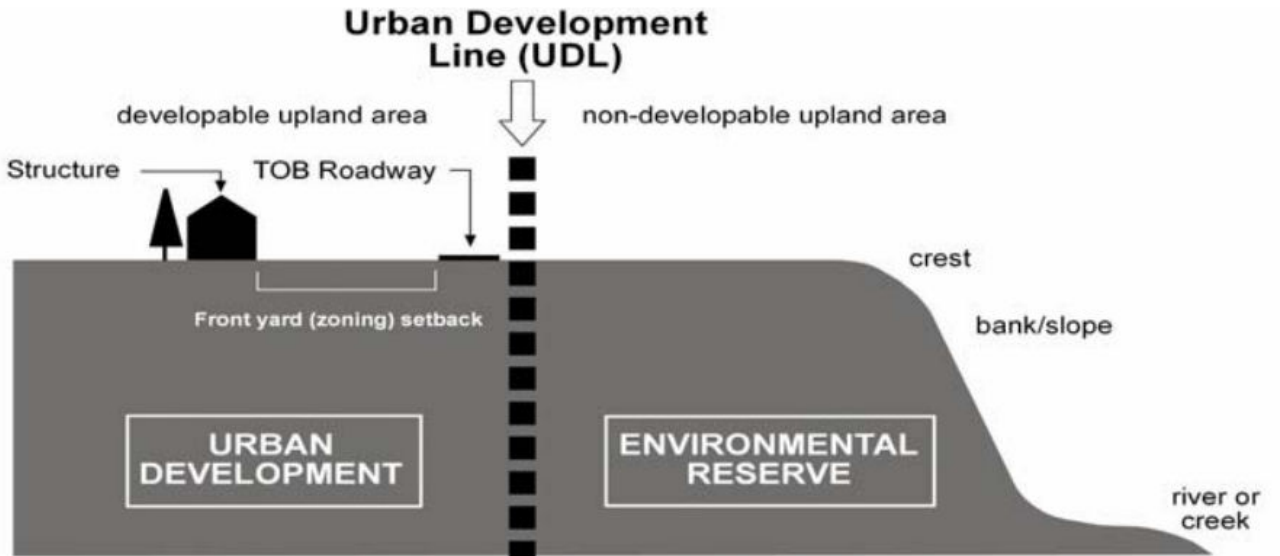 Urban Development
Line (UDL)
developable upland area
non-developable upland area
Structure
TOB Roadway
crest
Front yard (zoning) setback
bank/slope
URBAN
DEVELOPMENT
ENVIRONMENTAL
RESERVE
river or
creek